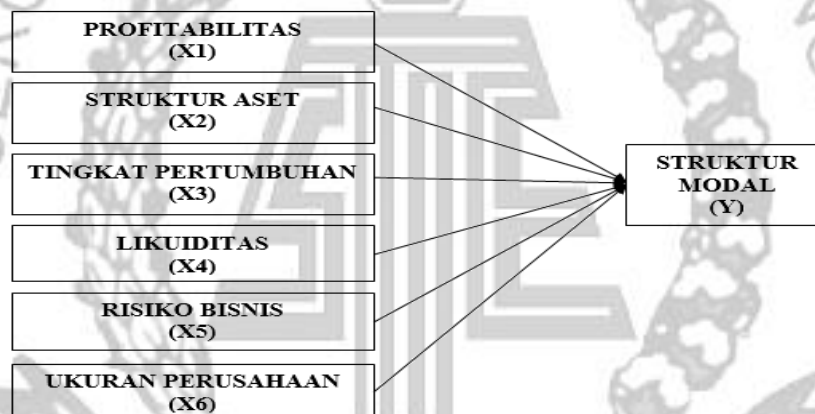 PROFITABILITAS
(X1)
STRUKTUR ASET
(X2)
TINGKAT PERTUMBUHAN
(X3)
LIKUIDITAS
(X4)
RISIKO BISNIS
(X5)
UKURAN PERUSAHAAN
(X6)
STRUKTUR
MODAL
(Y)